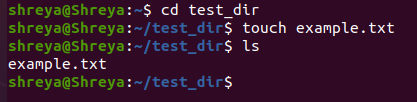 shreya@Shreya:~$ cd test_dir
shreya@Shreya:~/test_dir$ touch example.txt
shreya@Shreya:~/test_dir$ ls
example.txt
shreya@Shreya:~/test_dir$